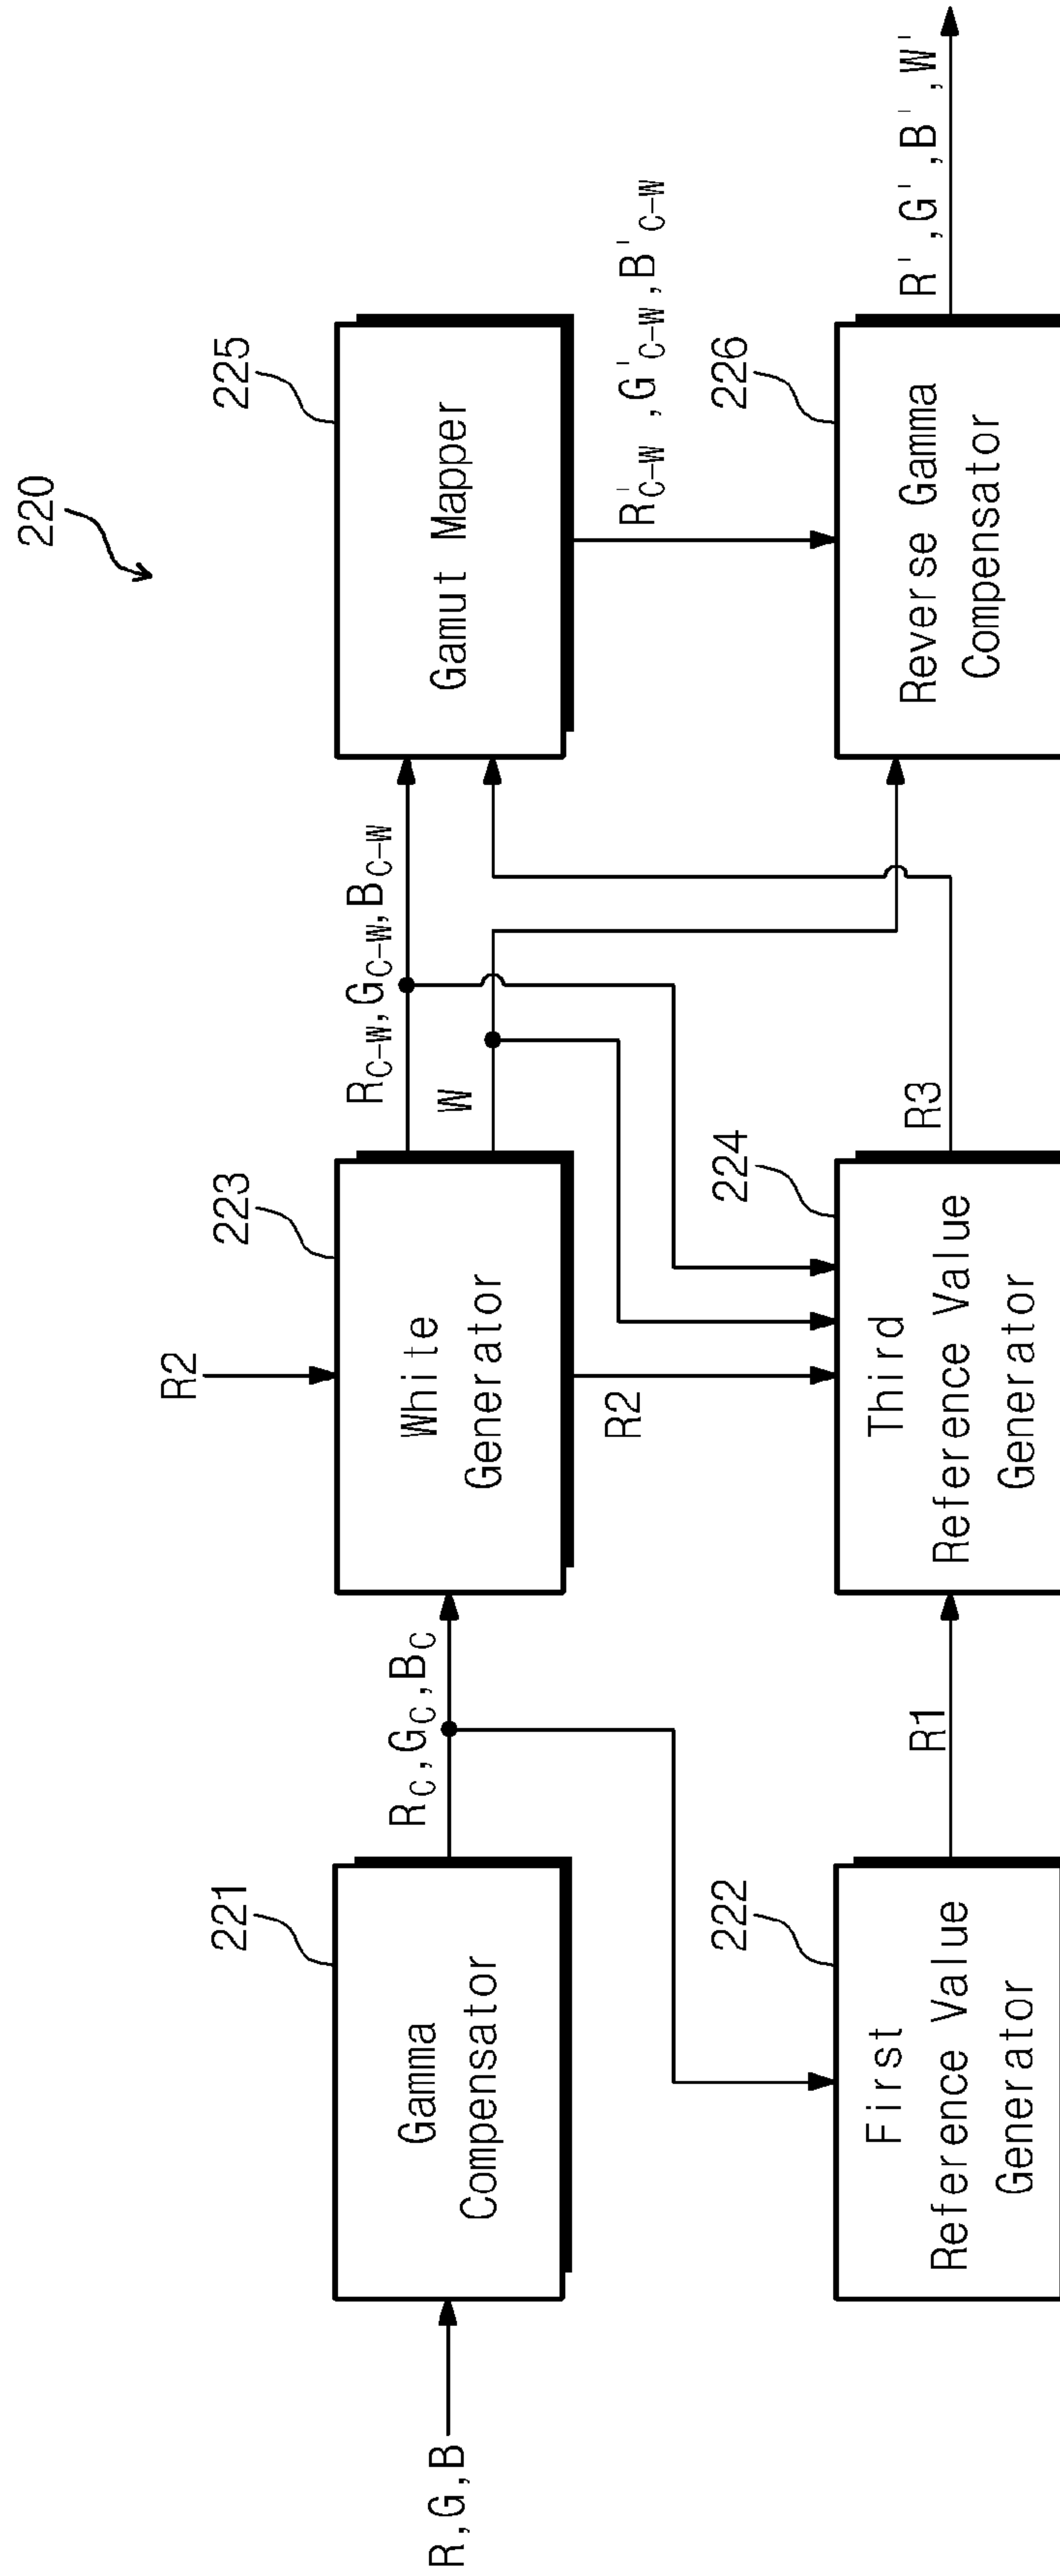 220
R,G,B
221
Gamma
Compensator
R_C,G_C,B_C
R2
223
White
Generator
R_C-W,G_C-W,B_C-W
W
225
Gamut Mapper
R2
R'_C-W,G'_C-W,B'_C-W
222
First
Reference Value
Generator
R1
224
Third
Reference Value
Generator
R3
226
Reverse Gamma
Compensator
R',G',B',W'